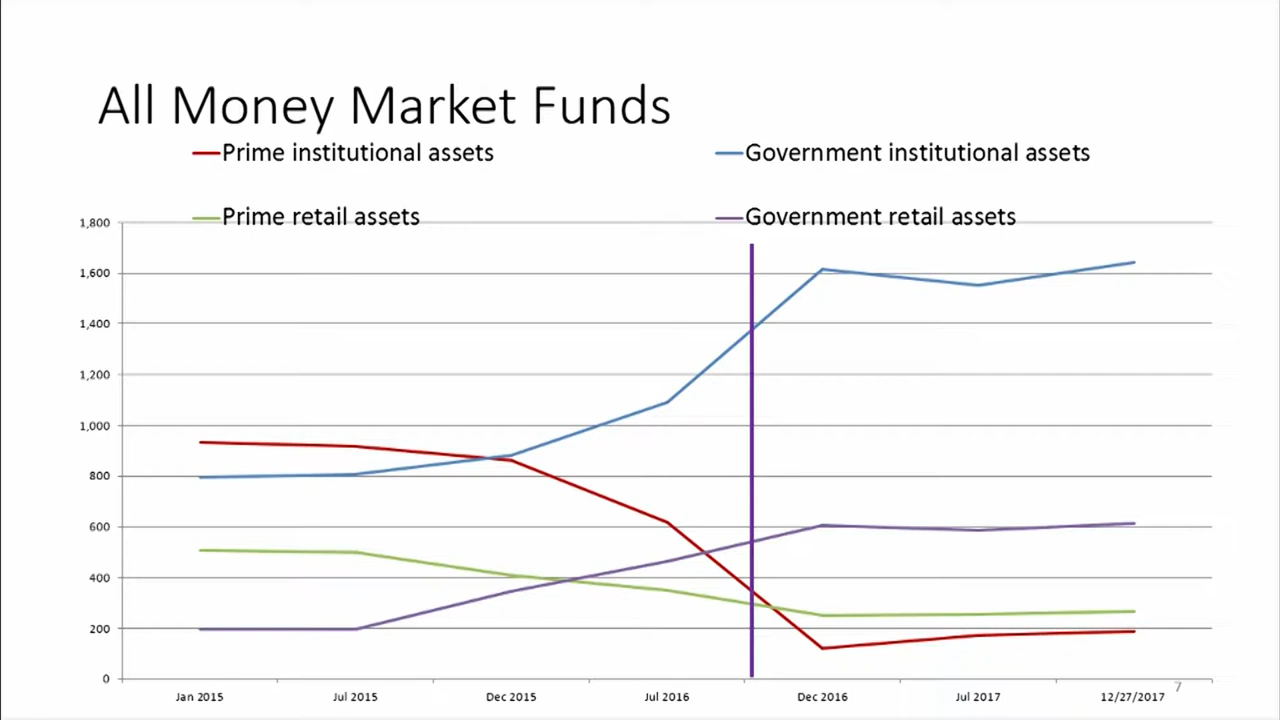 All Money Market Funds
Prime institutional assets
Government institutional assets
Prime retail assets
Government retail assets
1,800
1,600
1,400
1,200
1,000
800
600
400
200
0
Jan 2015
Jul 2015
Dec 2015
Jul 2016
Dec 2016
Jul 2017
12/27/2017
7